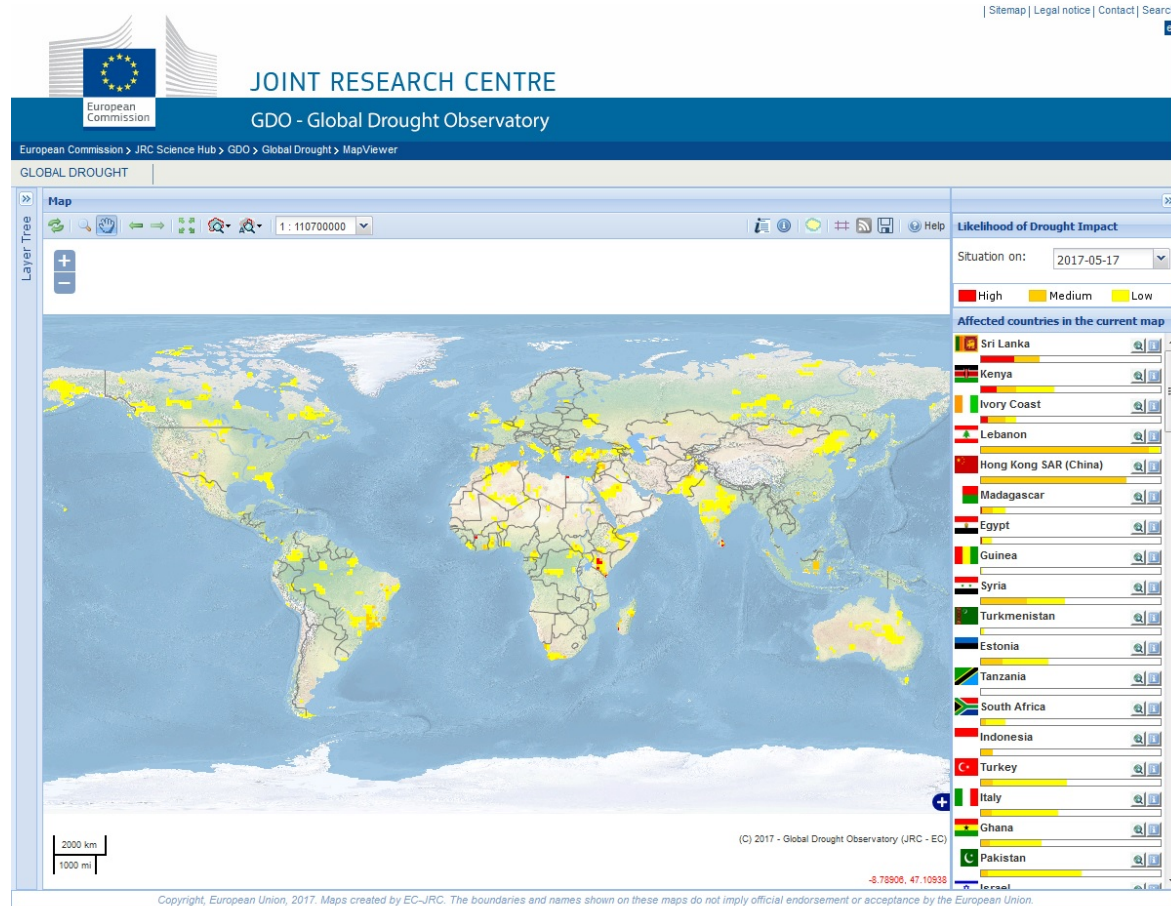 | Sitemap | Legal notice | Contact | Searc
European
Commission
JOINT RESEARCH CENTRE
GDO - Global Drought Observatory
European Commission > JRC Science Hub > GDO > Global Drought > MapViewer
GLOBAL DROUGHT
Layer Tree
Map
1 : 110700000
Help
Likelihood of Drought Impact
Situation on:
2017-05-17
High Medium Low
Affected countries in the current map
Sri Lanka
Kenya
Ivory Coast
Lebanon
Hong Kong SAR (China)
Madagascar
Egypt
Guinea
Syria
Turkmenistan
Estonia
Tanzania
South Africa
Indonesia
Turkey
Italy
Ghana
Pakistan
Israel
2000 km
1000 mi
(C) 2017 - Global Drought Observatory (JRC - EC)
-8.78906, 47.10938
Copyright, European Union, 2017. Maps created by EC-JRC. The boundaries and names shown on these maps do not imply official endorsement or acceptance by the European Union.